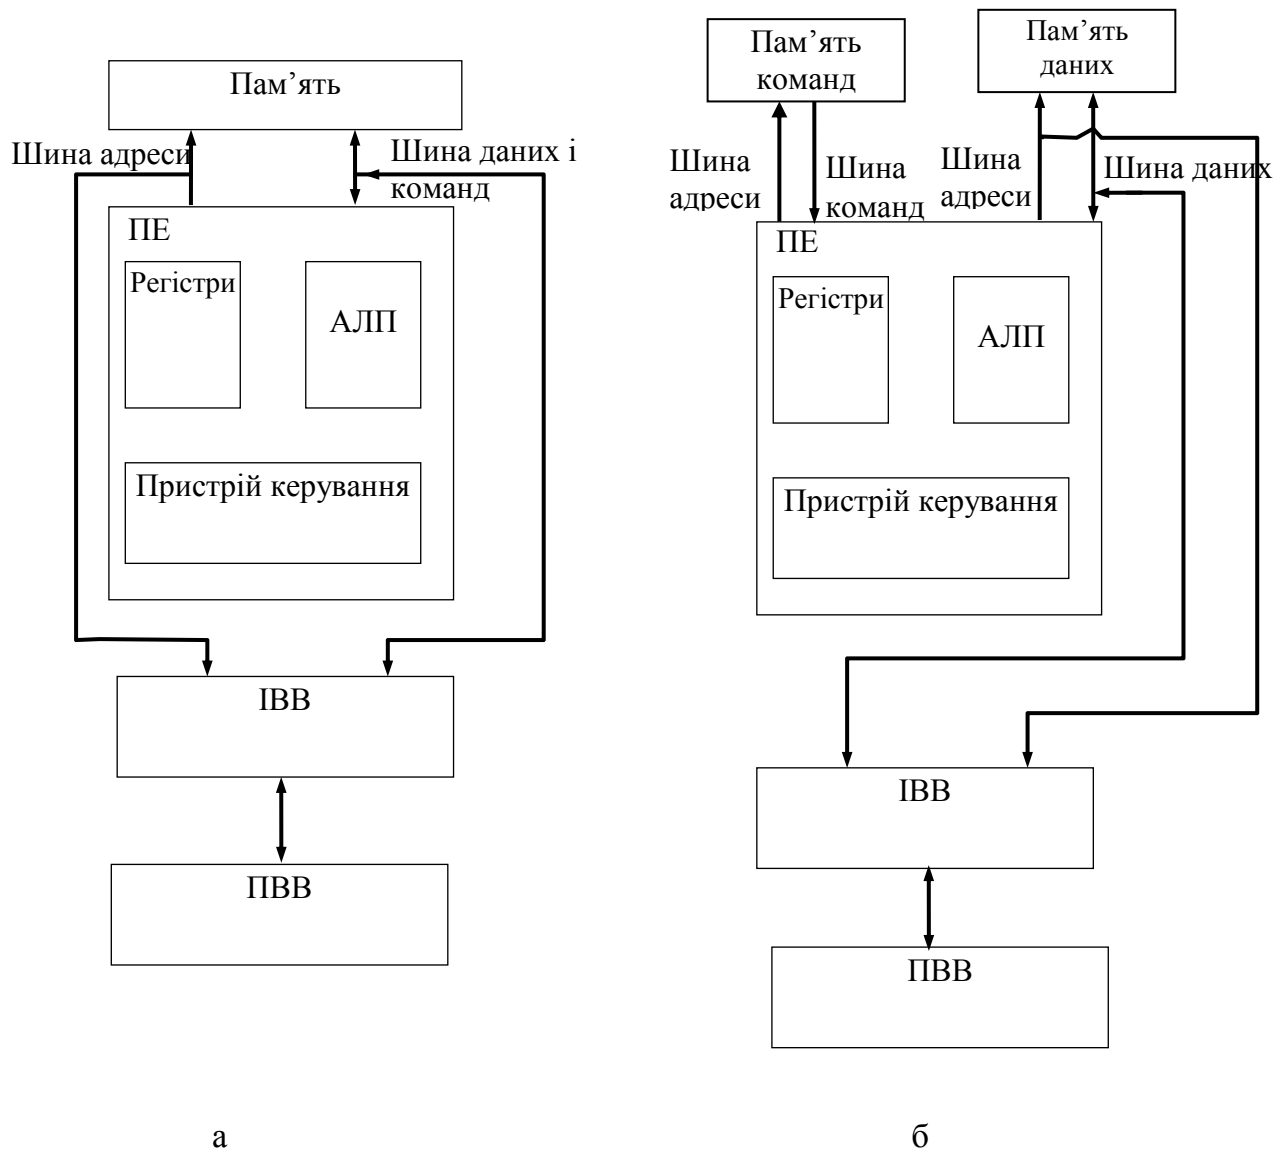 Пам’ять
Шина адреси
Шина даних і
команд
ПЕ
Регістри
АЛП
Пристрій керування
ІВВ
ПВВ
а
Пам’ять
команд
Пам’ять
даних
Шина
адреси
Шина
команд
Шина
адреси
Шина даних
ПЕ
Регістри
АЛП
Пристрій керування
ІВВ
ПВВ
б